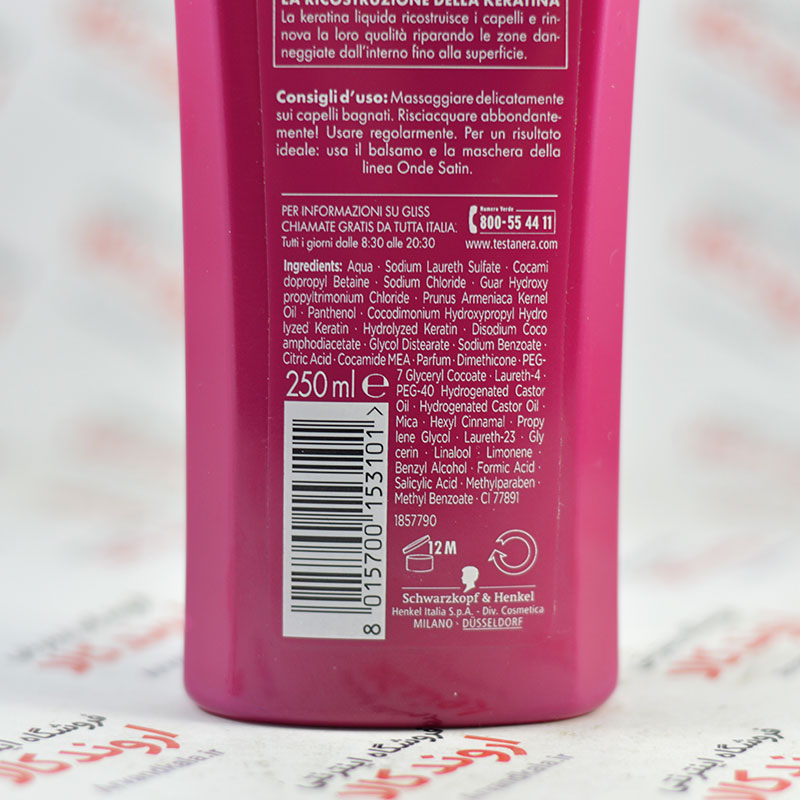 LA RICOSTRUZIONE DELLA KERATINA
La keratina liquida ricostruisce i capelli e rin-
nova la loro qualità riparando le zone dan-
neggiate dall'interno fino alla superficie.
Consigli d'uso: Massaggiare delicatamente
sui capelli bagnati. Risciacquare abbondante-
mente! Usare regolarmente. Per un risultato
ideale: usa il balsamo e la maschera della
linea Onde Satin.
PER INFORMAZIONI SU GLISS
CHIAMATE GRATIS DA TUTTA ITALIA.
Tutti i giorni dalle 8:30 alle 20:30
Numero Verde
800-55 44 11
www.testanera.com
Ingredients: Aqua · Sodium Laureth Sulfate · Cocami
dopropyl Betaine · Sodium Chloride · Guar Hydroxy
propyltrimonium Chloride · Prunus Armeniaca Kernel
Oil · Panthenol · Cocodimonium Hydroxypropyl Hydro
lyzed Keratin · Hydrolyzed Keratin · Disodium Coco
amphodiacetate · Glycol Distearate · Sodium Benzoate ·
Citric Acid · Cocamide MEA · Parfum · Dimethicone · PEG-
7 Glyceryl Cocoate · Laureth-4 ·
PEG-40 Hydrogenated Castor
Oil · Hydrogenated Castor Oil ·
Mica · Hexyl Cinnamal · Propy
lene Glycol · Laureth-23 · Gly
cerin · Linalool · Limonene ·
Benzyl Alcohol · Formic Acid ·
Salicylic Acid · Methylparaben ·
Methyl Benzoate · CI 77891
250 ml e
8 015700 153101 >
1857790
12 M
Schwarzkopf & Henkel
Henkel Italia S.p.A. - Div. Cosmetica
MILANO · DÜSSELDORF
فروشگاه اینترنتی
اروند کالا
فروشگاه اینترنتی
اروند کالا